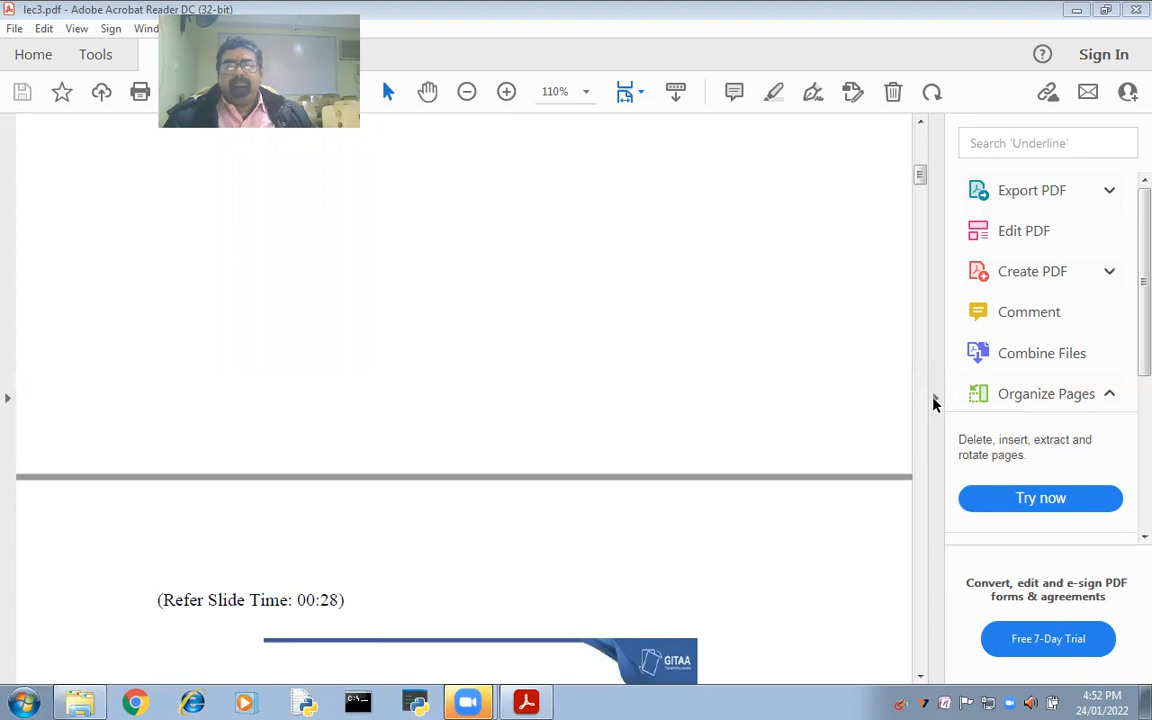 lec3.pdf - Adobe Acrobat Reader DC (32-bit)
File Edit View Sign Wind
Home Tools
Sign In
110%
Search 'Underline'
Export PDF
Edit PDF
Create PDF
Comment
Combine Files
Organize Pages
Delete, insert, extract and
rotate pages.
Try now
Convert, edit and e-sign PDF
forms & agreements
Free 7-Day Trial
(Refer Slide Time: 00:28)
GITAA
4:52 PM
24/01/2022